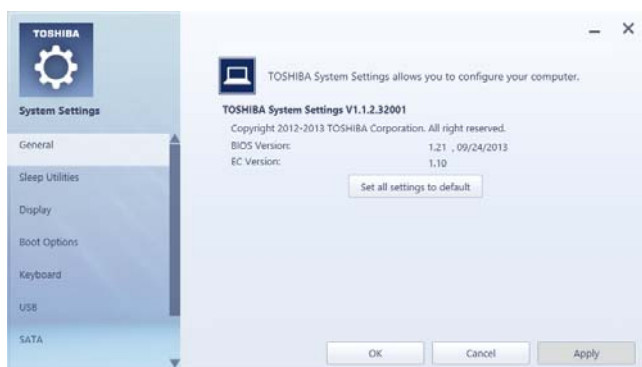 TOSHIBA
System Settings
General
Sleep Utilities
Display
Boot Options
Keyboard
USB
SATA
TOSHIBA System Settings allows you to configure your computer.
TOSHIBA System Settings V1.1.2.32001
Copyright 2012-2013 TOSHIBA Corporation. All right reserved.
BIOS Version: 1.21 , 09/24/2013
EC Version: 1.10
Set all settings to default
OK Cancel Apply